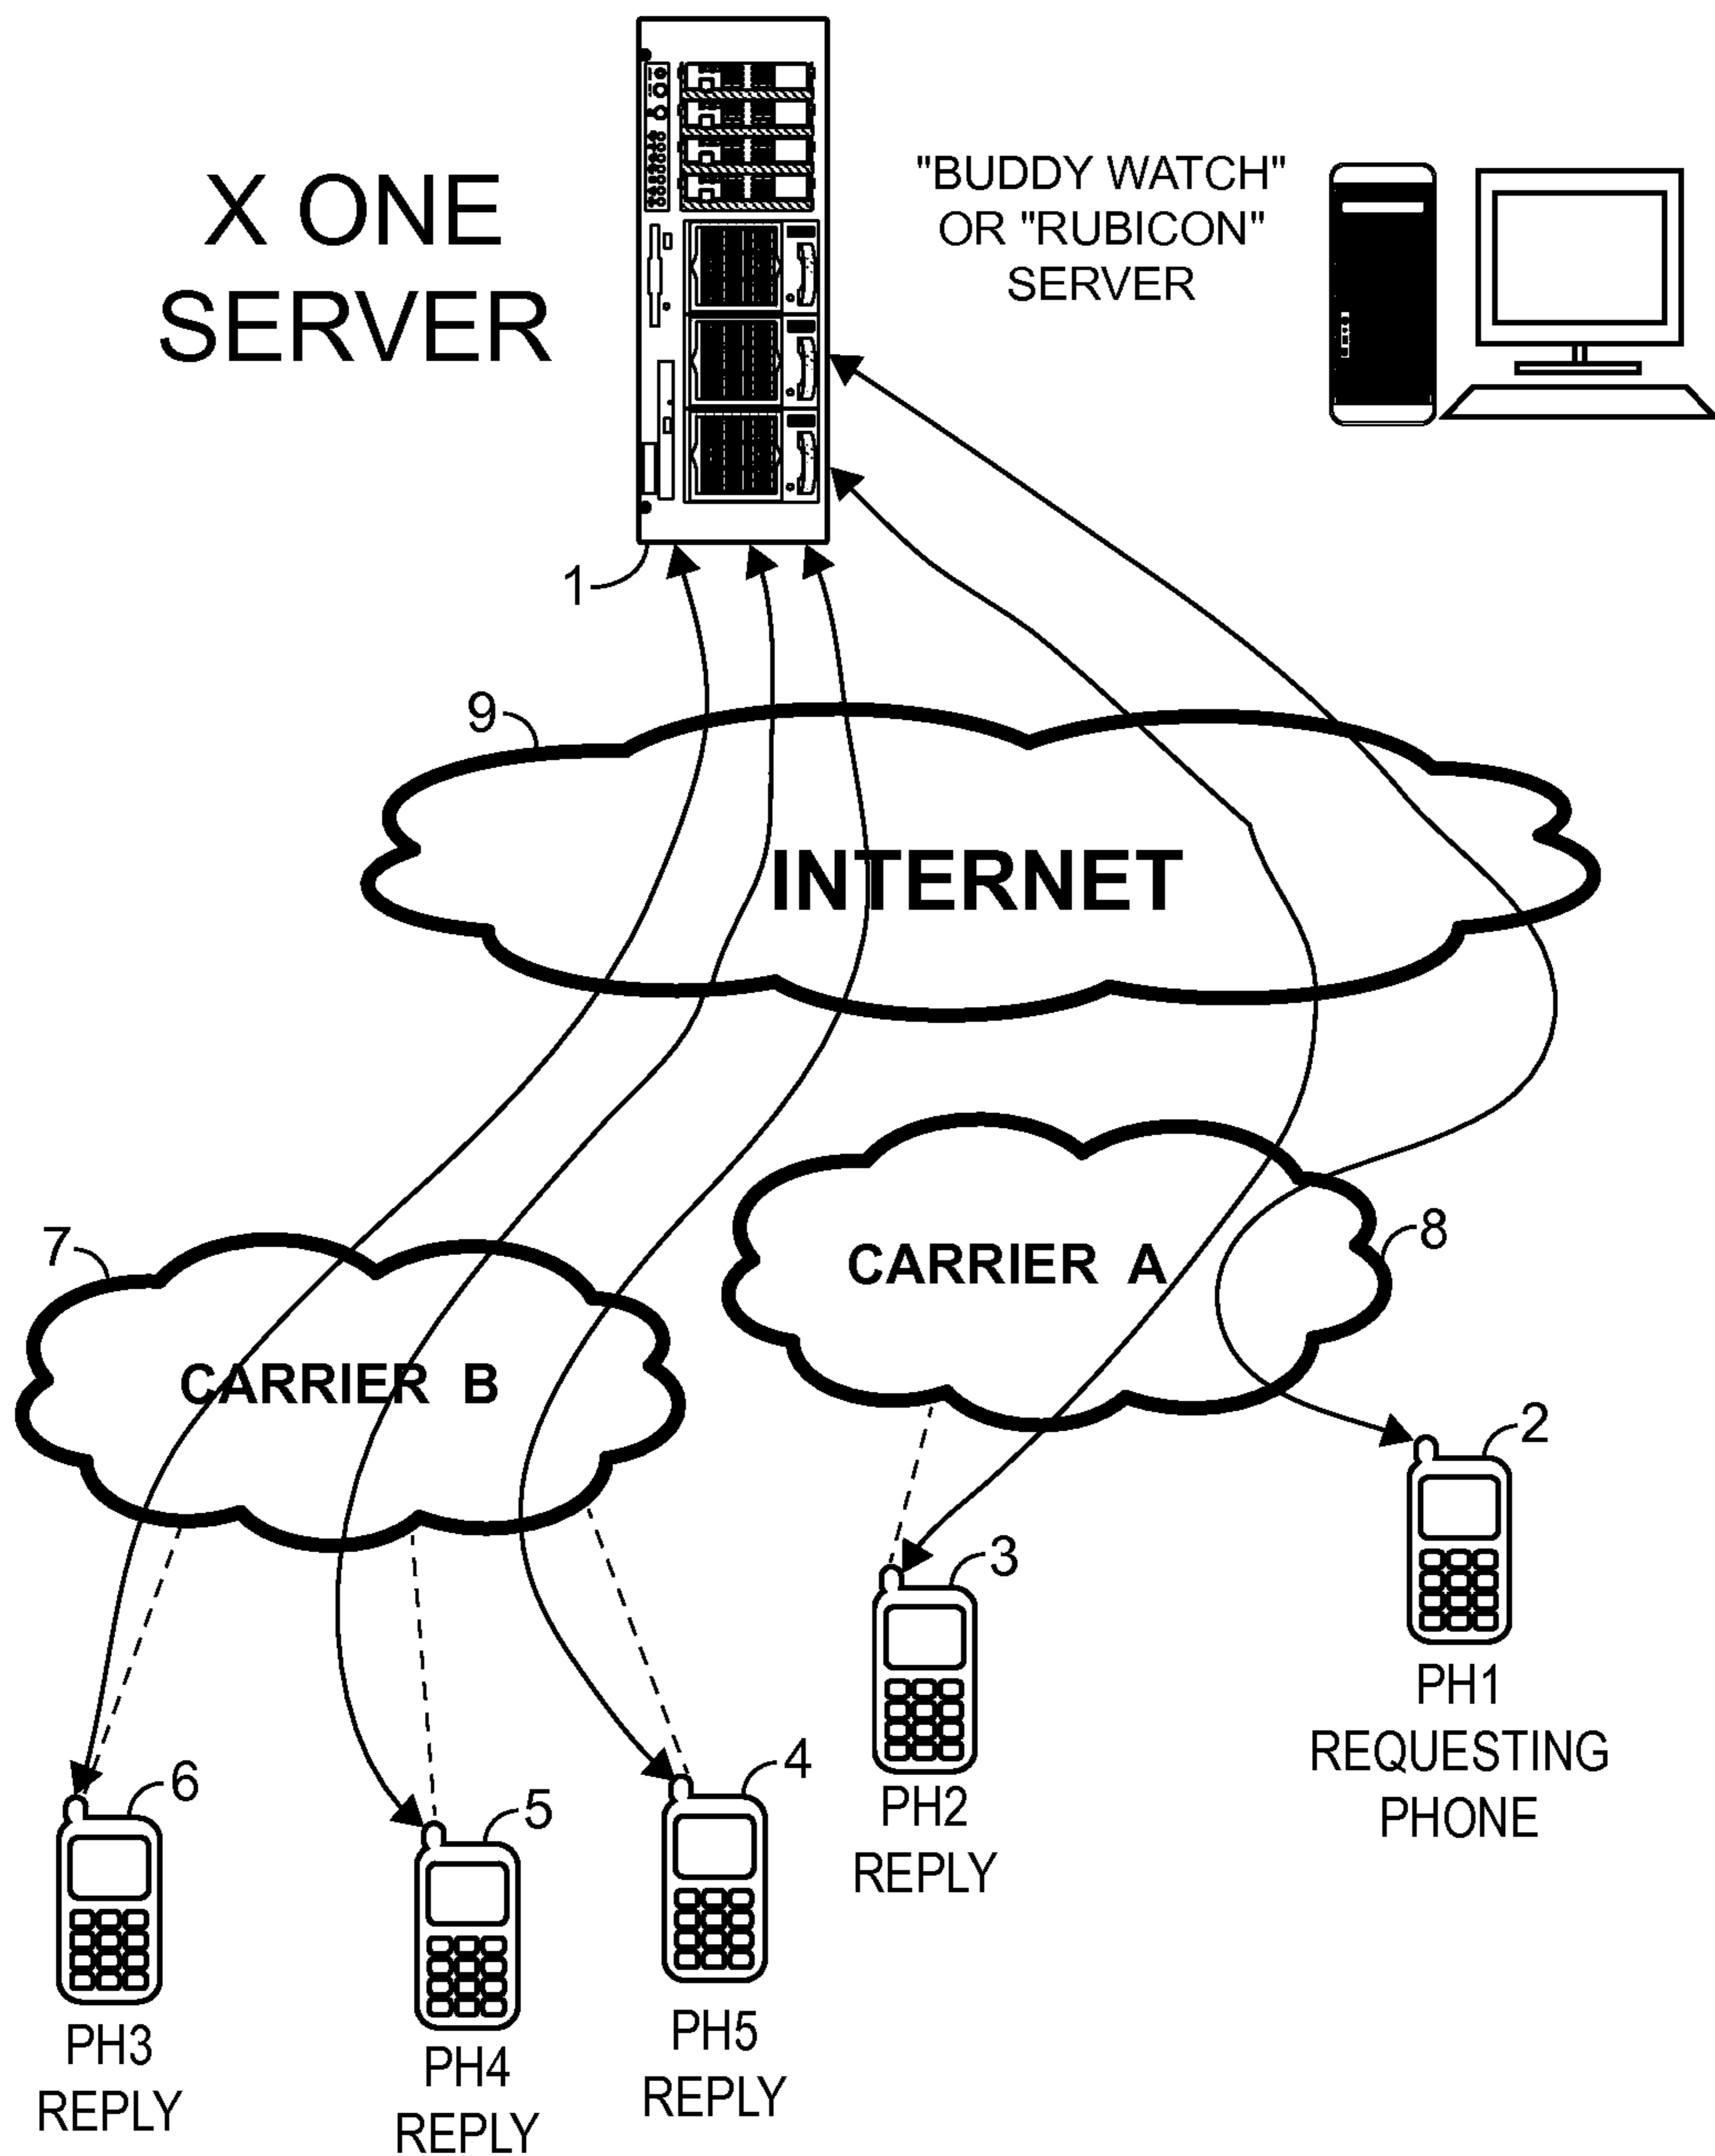 X ONE
SERVER
"BUDDY WATCH"
OR "RUBICON"
SERVER
1
9
INTERNET
7
CARRIER B
CARRIER A
8
2
PH1
REQUESTING
PHONE
3
PH2
REPLY
4
PH5
REPLY
5
PH4
REPLY
6
PH3
REPLY